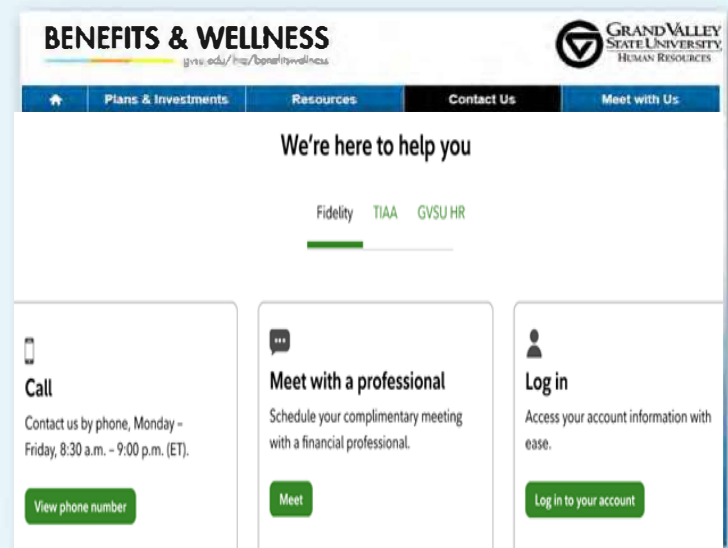 BENEFITS & WELLNESS
GRAND VALLEY
STATE UNIVERSITY
HUMAN RESOURCES
Plans & Investments Resources Contact Us Meet with Us
We're here to help you
Fidelity TIAA GVSU HR
Call
Contact us by phone, Monday –
Friday, 8:30 a.m. – 9:00 p.m. (ET).
View phone number
Meet with a professional
Schedule your complimentary meeting
with a financial professional.
Meet
Log in
Access your account information with
ease.
Log in to your account